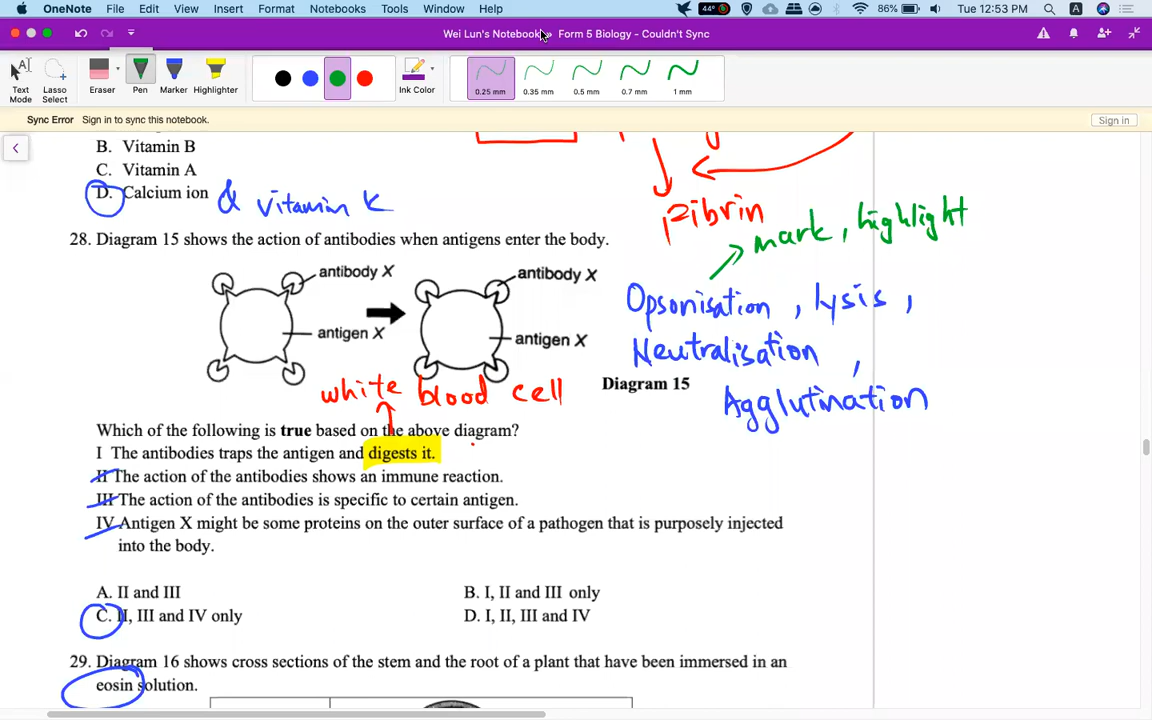 OneNote File Edit View Insert Format Notebooks Tools Window Help 44° 86% Tue 12:53 PM A
Wei Lun's Notebook » Form 5 Biology - Couldn't Sync
Text Mode
Lasso Select
Eraser
Pen
Marker
Highlighter
Ink Color
0.25 mm
0.35 mm
0.5 mm
0.7 mm
1 mm
Sync Error Sign in to sync this notebook. Sign in
B. Vitamin B
C. Vitamin A
D. Calcium ion & vitamin K
Fibrin
mark, highlight
28. Diagram 15 shows the action of antibodies when antigens enter the body.
antibody X
antibody X
antigen X
antigen X
Opsonisation, lysis,
Neutralisation,
Agglutination
Diagram 15
white blood cell
Which of the following is true based on the above diagram?
I The antibodies traps the antigen and digests it.
II The action of the antibodies shows an immune reaction.
III The action of the antibodies is specific to certain antigen.
IV Antigen X might be some proteins on the outer surface of a pathogen that is purposely injected
into the body.
A. II and III
B. I, II and III only
C. II, III and IV only
D. I, II, III and IV
29. Diagram 16 shows cross sections of the stem and the root of a plant that have been immersed in an
eosin solution.